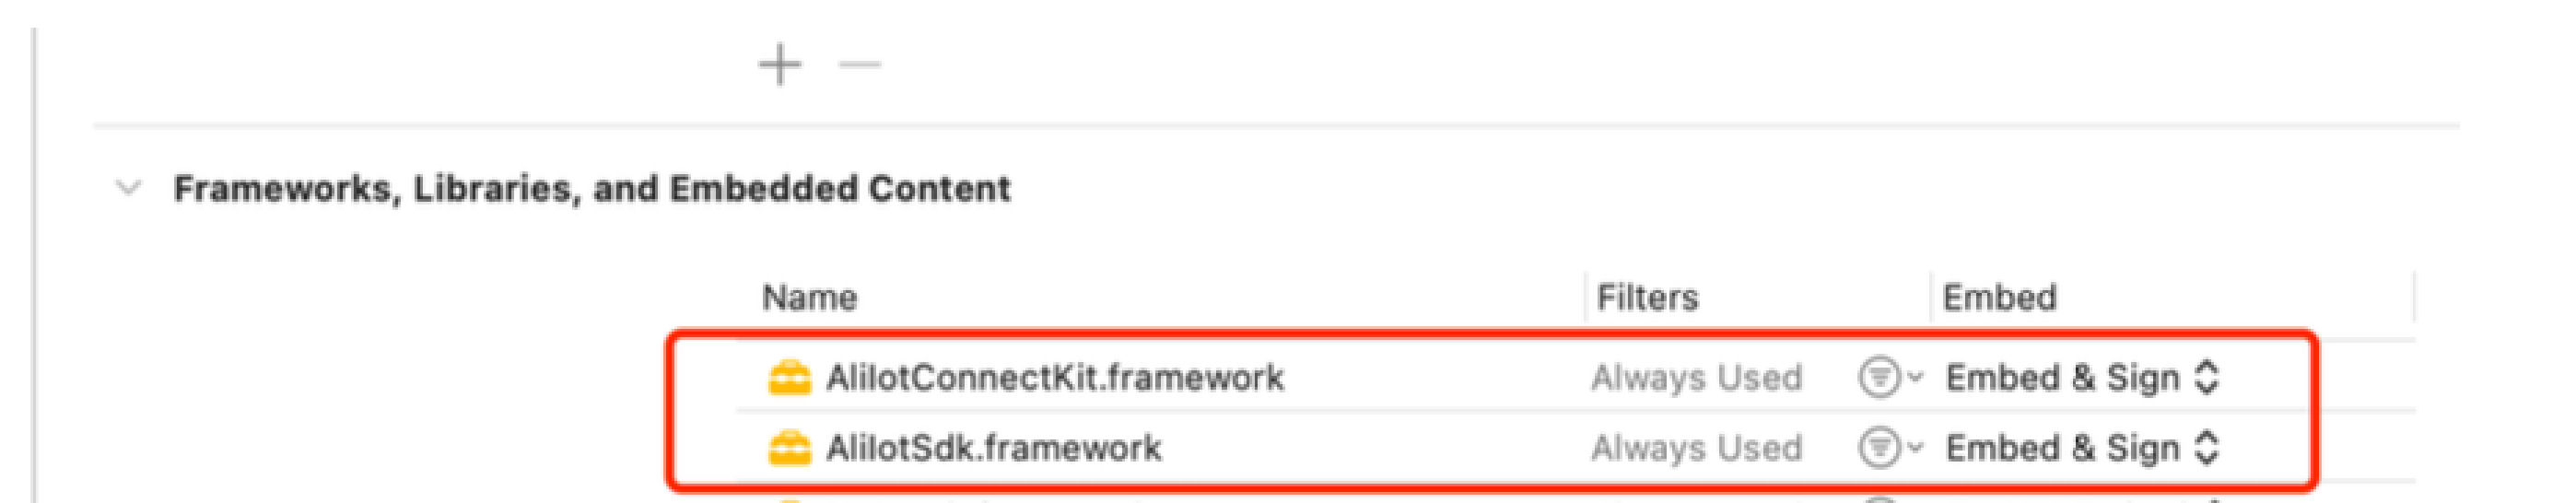 Frameworks, Libraries, and Embedded Content
Name Filters Embed
AliIotConnectKit.framework Always Used Embed & Sign
AliIotSdk.framework Always Used Embed & Sign